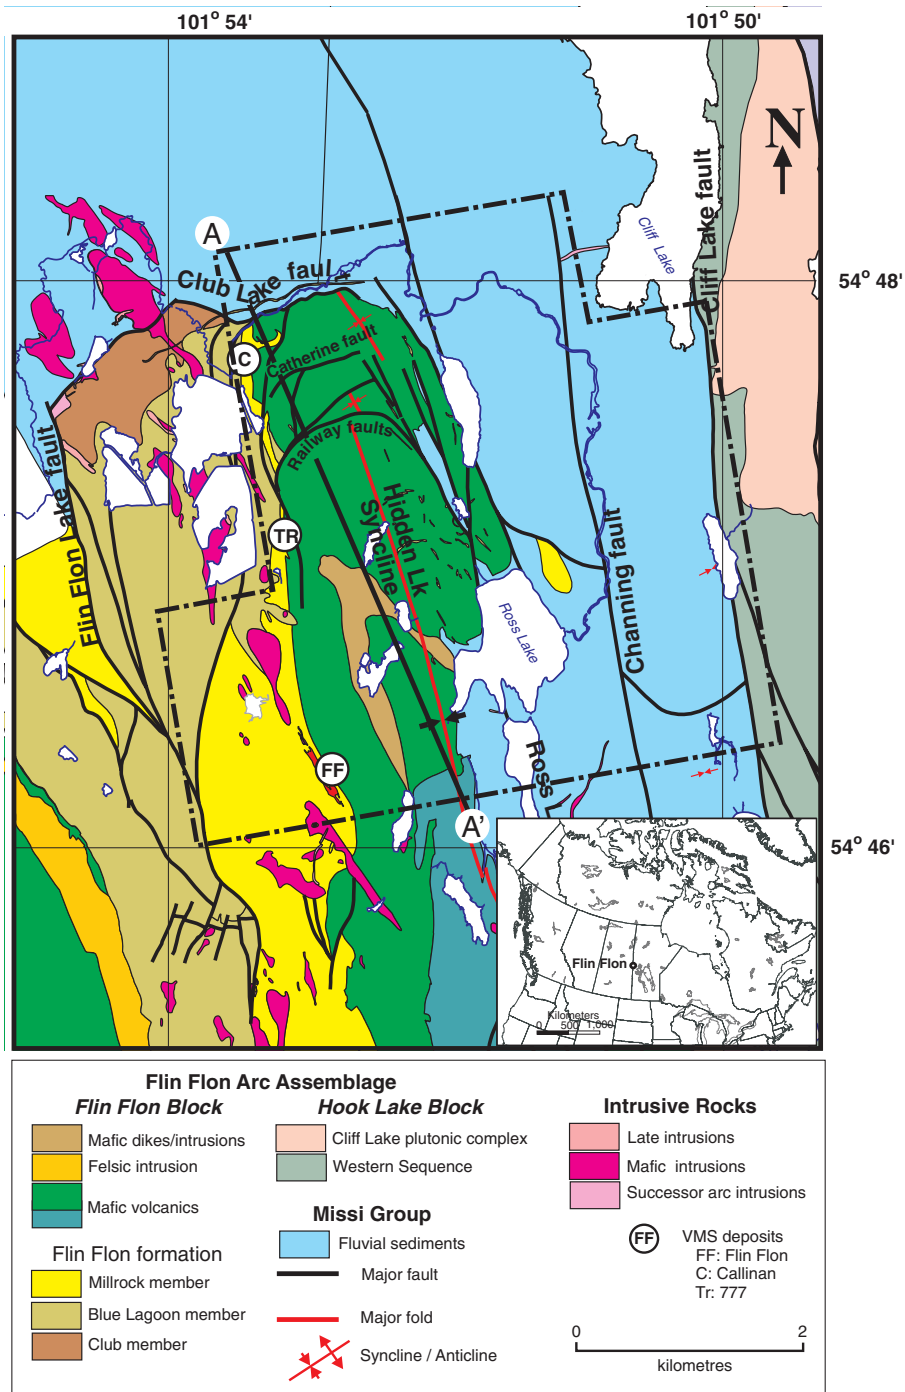 101° 54'
101° 50'
N
A
Cliff Lake fault
Cliff Lake
Club Lake faul
54° 48'
C
Catherine fault
Railway faults
Flin Flon Lake fault
Hidden Lk
Syncline
TR
Channing fault
Ross Lake
Ross
FF
A'
54° 46'
Flin Flon
Kilometers
0 500 1,000
Flin Flon Arc Assemblage
Flin Flon Block
Hook Lake Block
Intrusive Rocks
Mafic dikes/intrusions
Cliff Lake plutonic complex
Late intrusions
Felsic intrusion
Western Sequence
Mafic intrusions
Mafic volcanics
Successor arc intrusions
Missi Group
FF
VMS deposits
Flin Flon formation
Fluvial sediments
FF: Flin Flon
Millrock member
Major fault
C: Callinan
Tr: 777
Blue Lagoon member
Major fold
Club member
Syncline / Anticline
0 2
kilometres